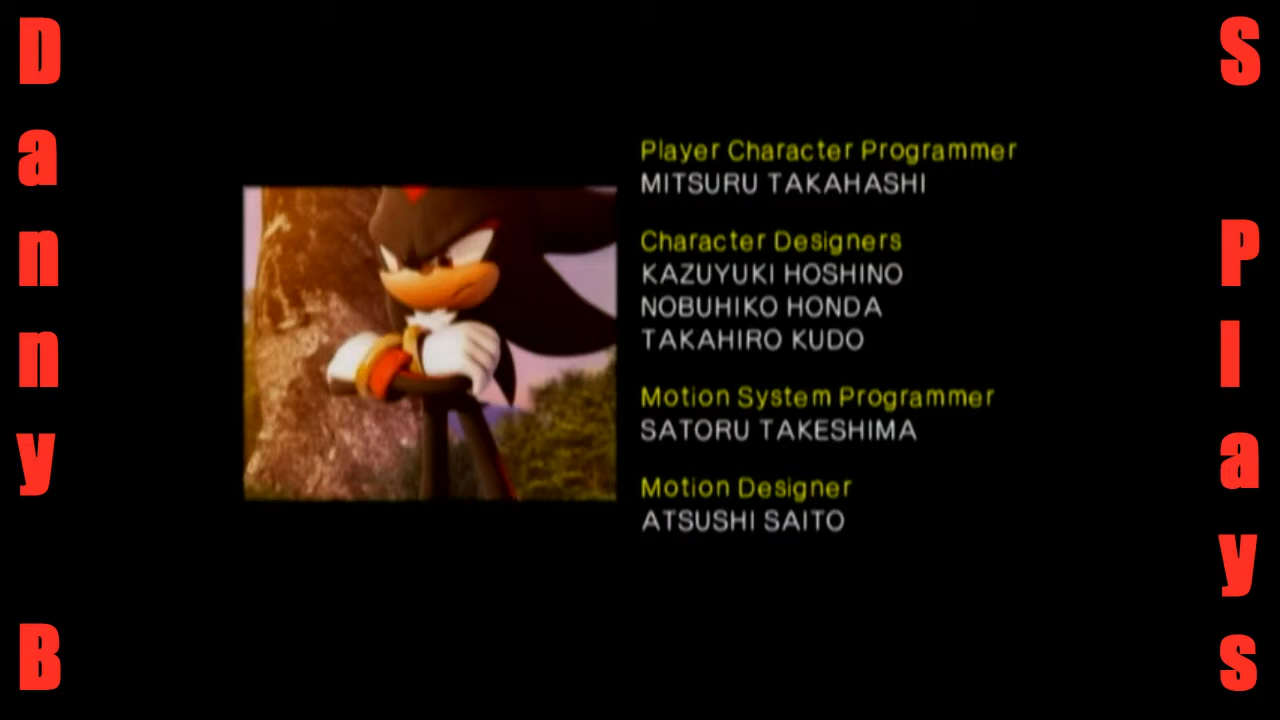 Danny B
S Plays
Player Character Programmer
MITSURU TAKAHASHI
Character Designers
KAZUYUKI HOSHINO
NOBUHIKO HONDA
TAKAHIRO KUDO
Motion System Programmer
SATORU TAKESHIMA
Motion Designer
ATSUSHI SAITO